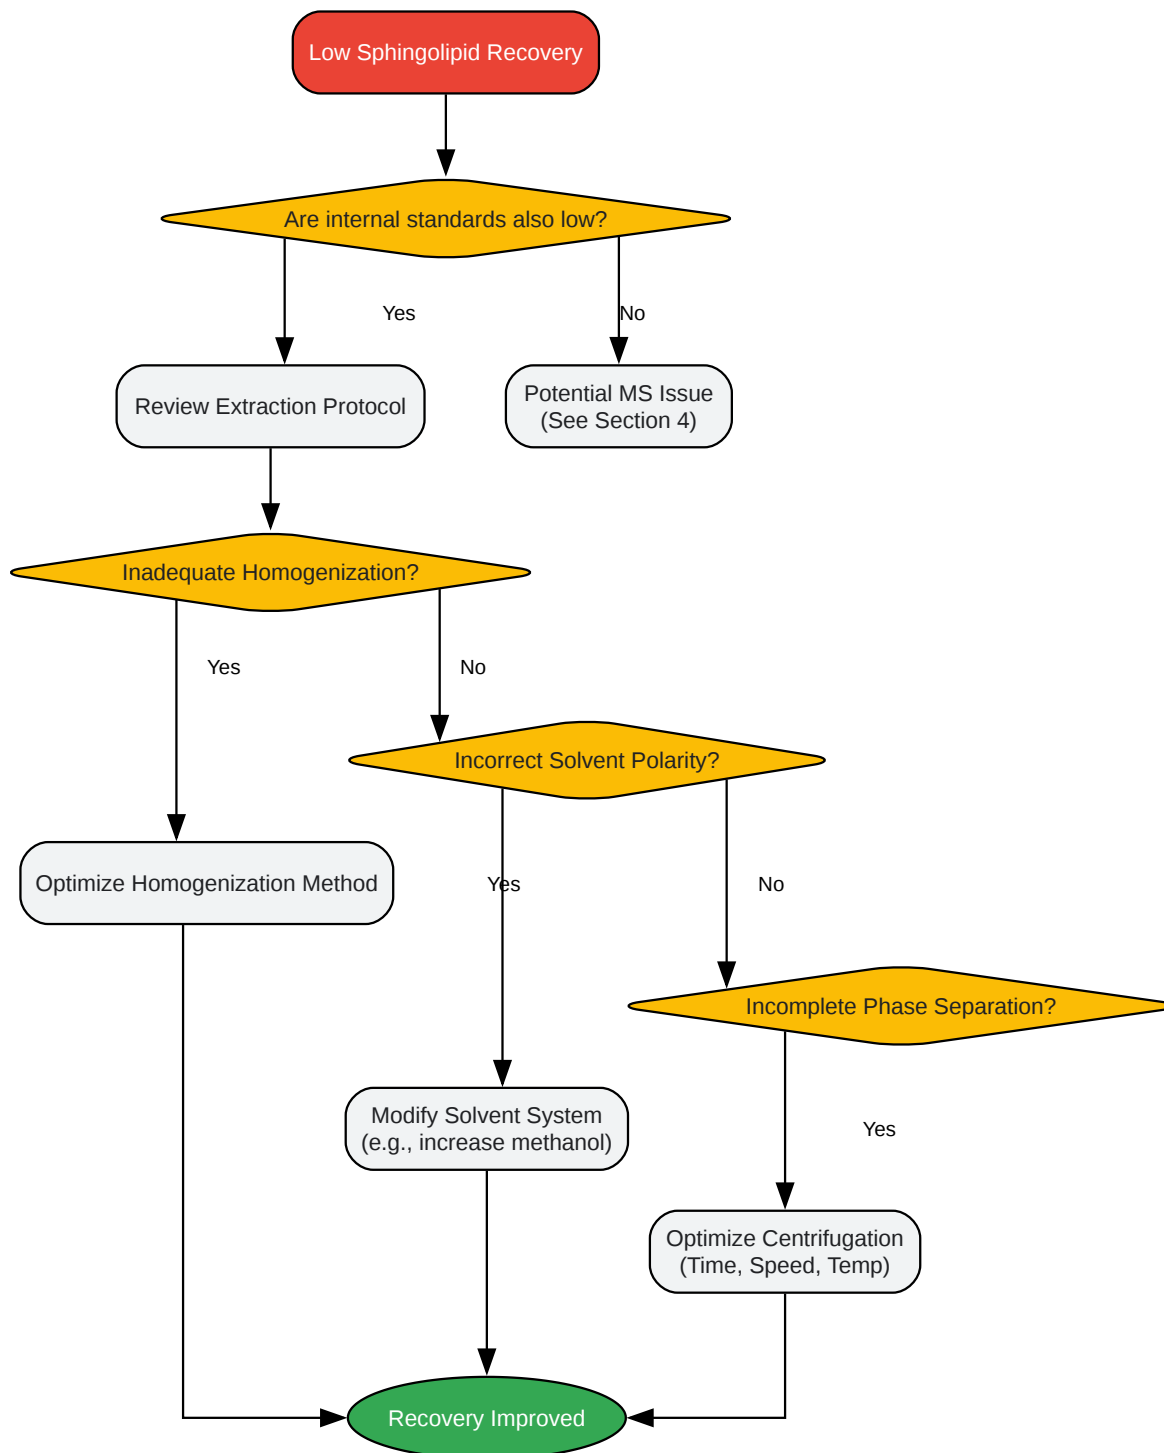 Low Sphingolipid Recovery
Are internal standards also low?
Yes
No
Review Extraction Protocol
Potential MS Issue
(See Section 4)
Inadequate Homogenization?
Yes
No
Incorrect Solvent Polarity?
Optimize Homogenization Method
Yes
No
Incomplete Phase Separation?
Modify Solvent System
(e.g., increase methanol)
Yes
Optimize Centrifugation
(Time, Speed, Temp)
Recovery Improved